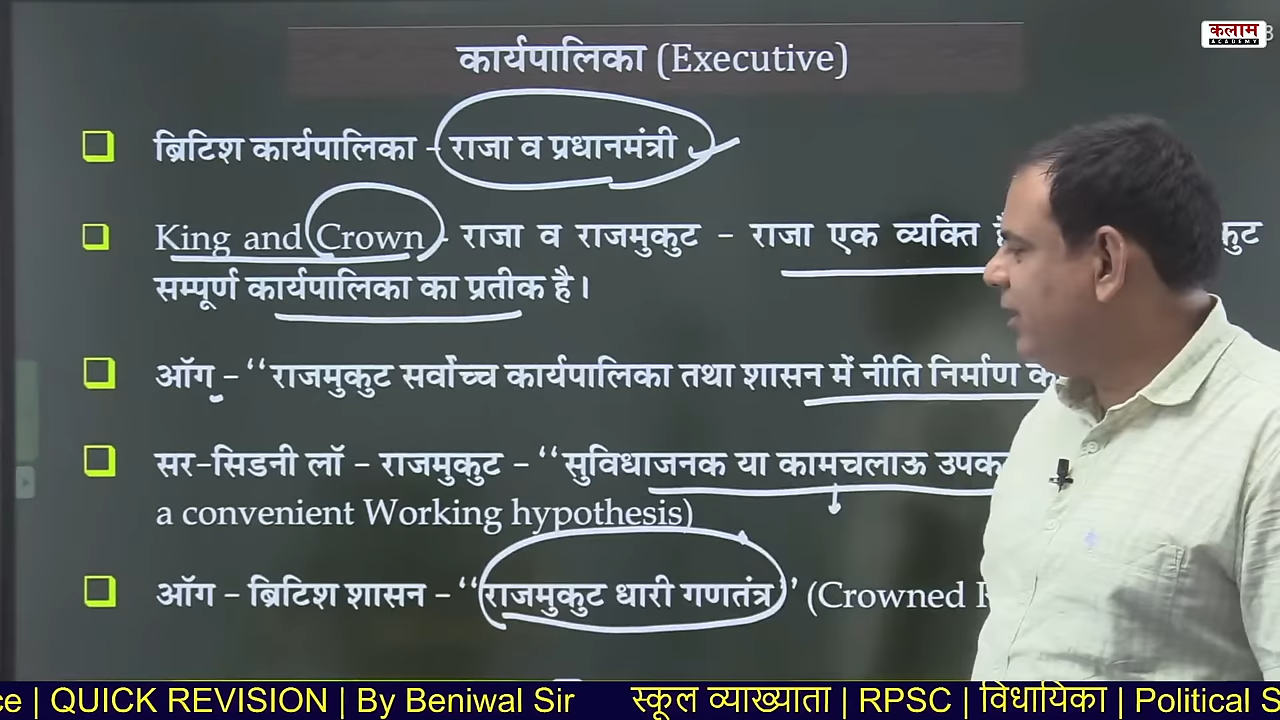 कलाम
ACADEMY
कार्यपालिका (Executive)
ब्रिटिश कार्यपालिका - राजा व प्रधानमंत्री
King and Crown - राजा व राजमुकुट - राजा एक व्यक्ति
सम्पूर्ण कार्यपालिका का प्रतीक है।
ऑग - “राजमुकुट सर्वोच्च कार्यपालिका तथा शासन में नीति निर्माण
सर-सिडनी लॉ - राजमुकुट - “सुविधाजनक या कामचलाऊ
a convenient Working hypothesis)
ऑग - ब्रिटिश शासन - “राजमुकुट धारी गणतंत्र” (Crowned
| QUICK REVISION | By Beniwal Sir स्कूल व्याख्याता | RPSC | विधायिका | Political